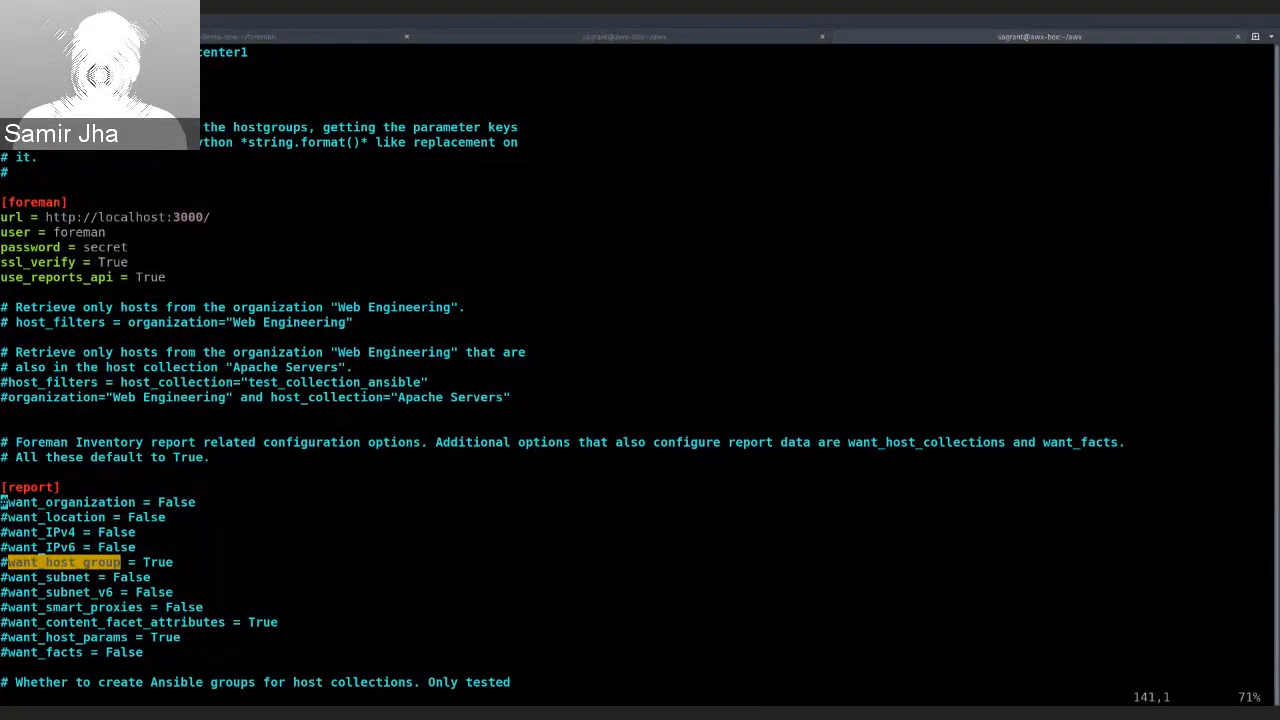 vagrant@awx-box:~/awx
vagrant@awx-box:~/awx
center1
Samir Jha
the hostgroups, getting the parameter keys
*string.format()* like replacement on
# it.
#
[foreman]
url = http://localhost:3000/
user = foreman
password = secret
ssl_verify = True
use_reports_api = True
# Retrieve only hosts from the organization "Web Engineering".
# host_filters = organization="Web Engineering"
# Retrieve only hosts from the organization "Web Engineering" that are
# also in the host collection "Apache Servers".
#host_filters = host_collection="test_collection_ansible"
#organization="Web Engineering" and host_collection="Apache Servers"
# Foreman Inventory report related configuration options. Additional options that also configure report data are want_host_collections and want_facts.
# All these default to True.
[report]
#want_organization = False
#want_location = False
#want_IPv4 = False
#want_IPv6 = False
#want_host_group = True
#want_subnet = False
#want_subnet_v6 = False
#want_smart_proxies = False
#want_content_facet_attributes = True
#want_host_params = True
#want_facts = False
# Whether to create Ansible groups for host collections. Only tested
141,1 71%